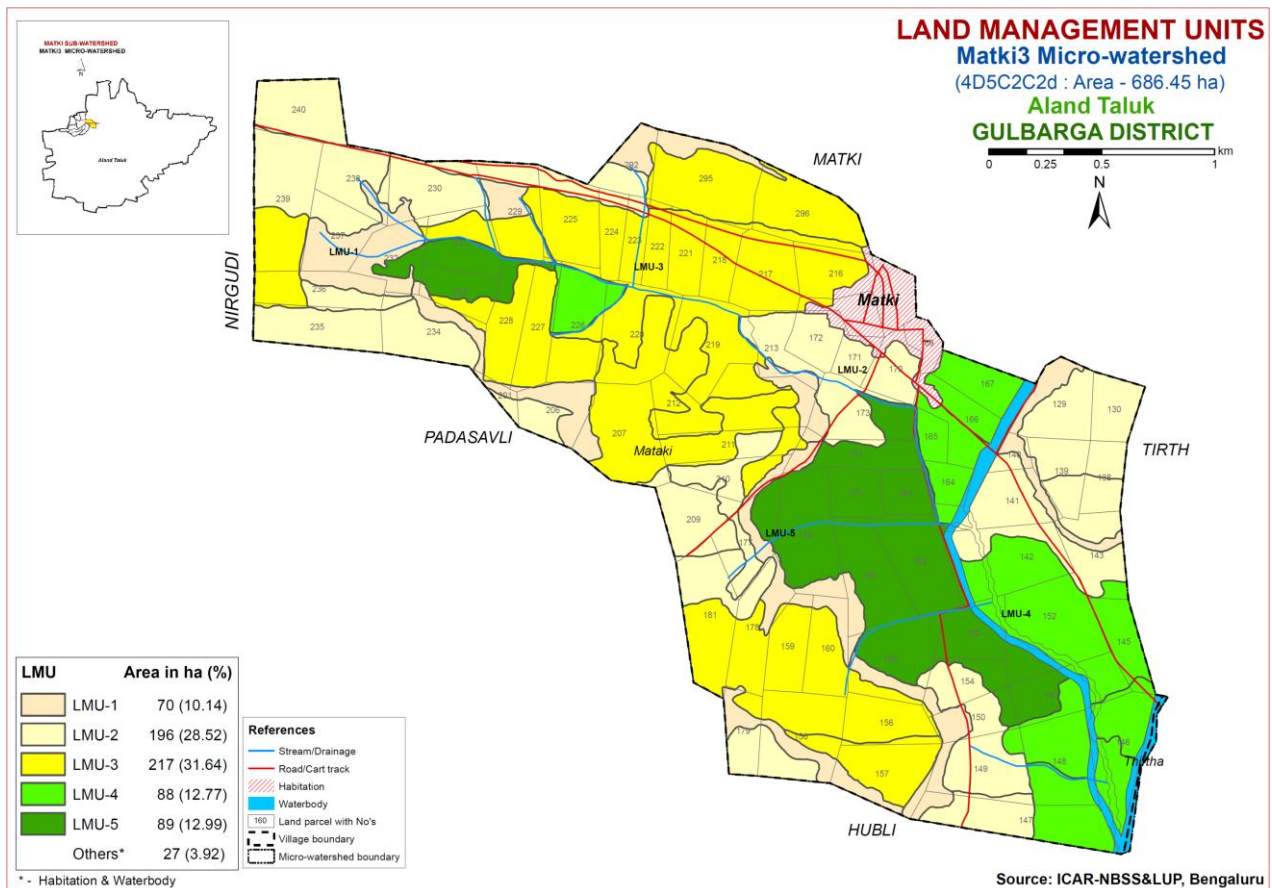 LAND MANAGEMENT UNITS
Matki3 Micro-watershed
(4D5C2C2d : Area - 686.45 ha)
Aland Taluk
GULBARGA DISTRICT
km
0 0.25 0.5 1
N
MATKI SUB-WATERSHED
MATKI3 MICRO-WATERSHED
N
Aland Taluk
MATKI
NIRGUDI
PADASAVLI
TIRTH
HUBLI
240
292
295
238
230
296
239
229
225
224
223
222
221
218
217
216
237
LMU-1
LMU-3
Matki
236
235
234
228
227
226
220
219
213
172
171
170
LMU-2
167
166
165
164
173
129
130
139
138
140
141
143
201
206
207
212
211
210
Mataki
209
177
LMU-5
142
152
LMU-4
145
181
178
159
160
154
150
156
157
179
149
148
146
147
Thirtha
LMU Area in ha (%)
LMU-1 70 (10.14)
LMU-2 196 (28.52)
LMU-3 217 (31.64)
LMU-4 88 (12.77)
LMU-5 89 (12.99)
Others* 27 (3.92)
* - Habitation & Waterbody
References
Stream/Drainage
Road/Cart track
Habitation
Waterbody
160 Land parcel with No's
Village boundary
Micro-watershed boundary
Source: ICAR-NBSS&LUP, Bengaluru